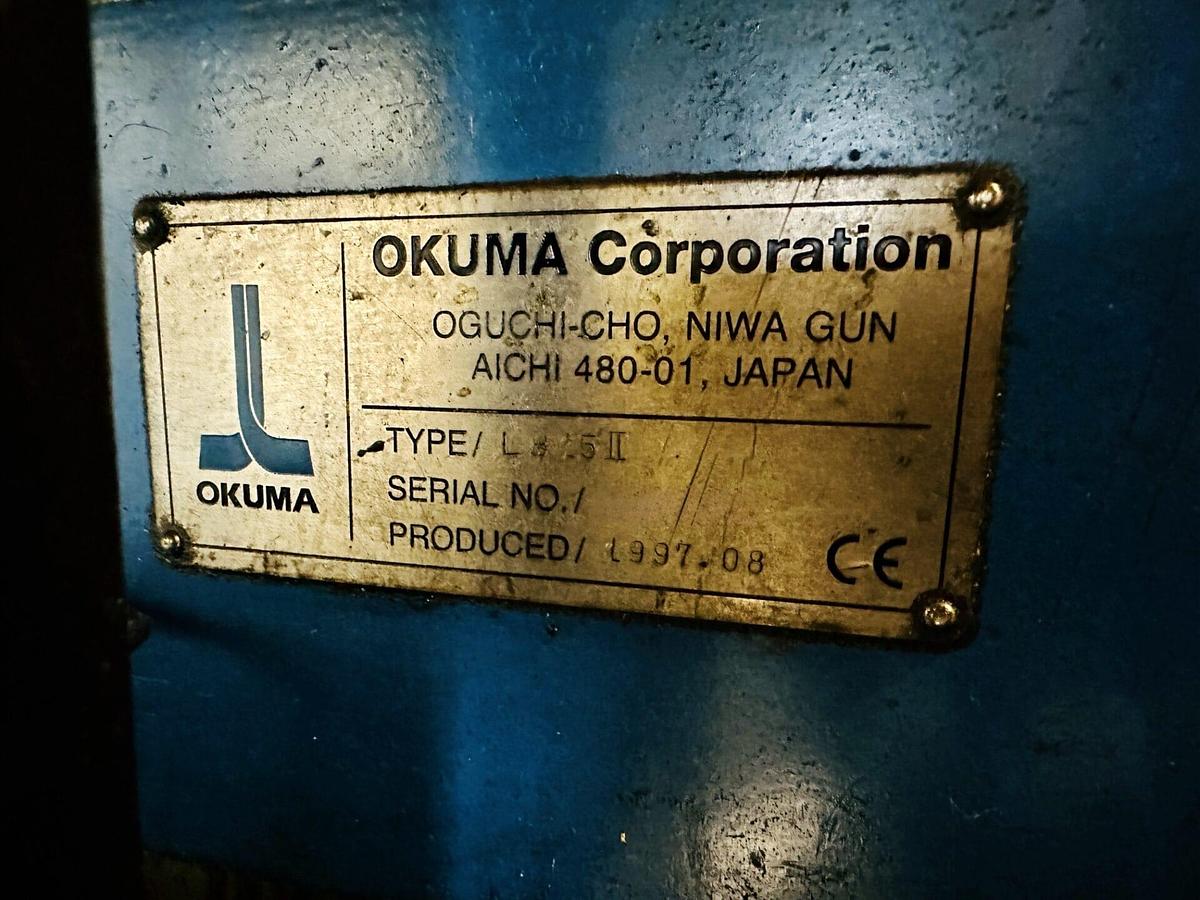 OKUMA Corporation
OGUCHI-CHO, NIWA GUN
AICHI 480-01, JAPAN
TYPE/
SERIAL NO./
PRODUCED/ 1997.08
CE
OKUMA